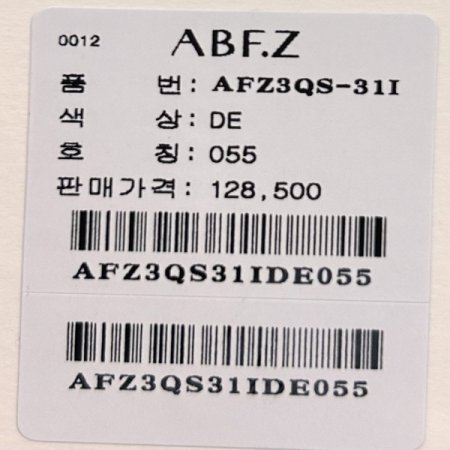 0012 ABF.Z
품 번: AFZ3QS-31I
색 상: DE
호 칭: 055
판매가격: 128,500
AFZ3QS31IDE055
AFZ3QS31IDE055